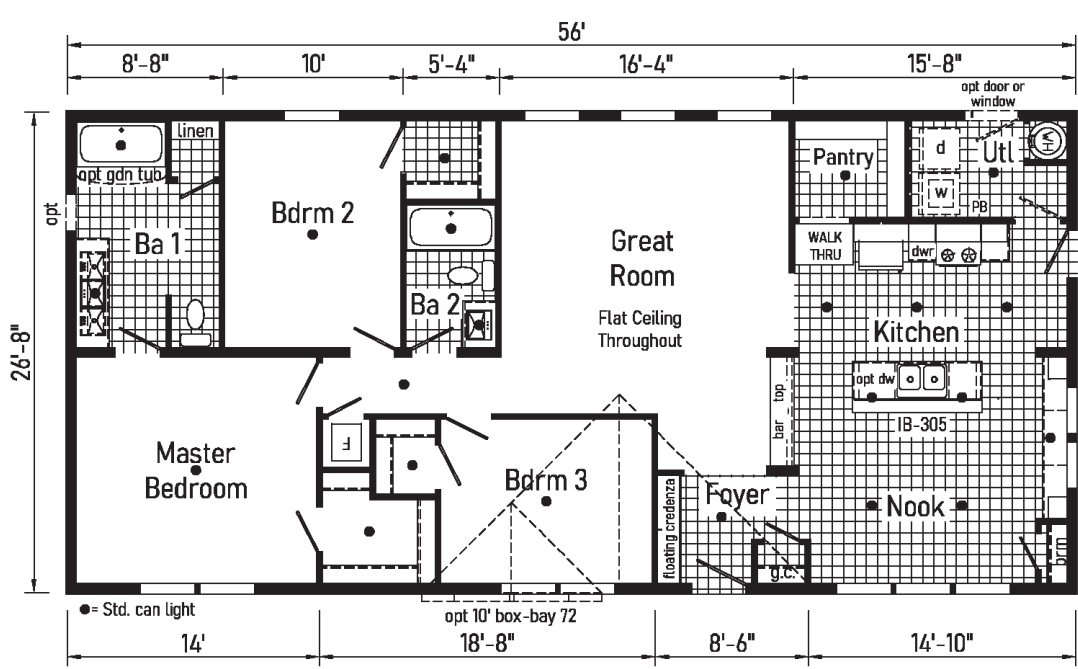 56'
8'-8"
10'
5'-4"
16'-4"
15'-8"
opt door or
window
linen
opt gdn tub
opt
Ba 1
Bdrm 2
Ba 2
Great
Room
Flat Ceiling
Throughout
Pantry
d
w
Utl
WH
PB
WALK
THRU
dwr
Kitchen
opt dw
IB-305
bar top
26'-8"
Master
Bedroom
F
Bdrm 3
floating credenza
Foyer
g.c.
Nook
brm
= Std. can light
opt 10' box-bay 72
14'
18'-8"
8'-6"
14'-10"